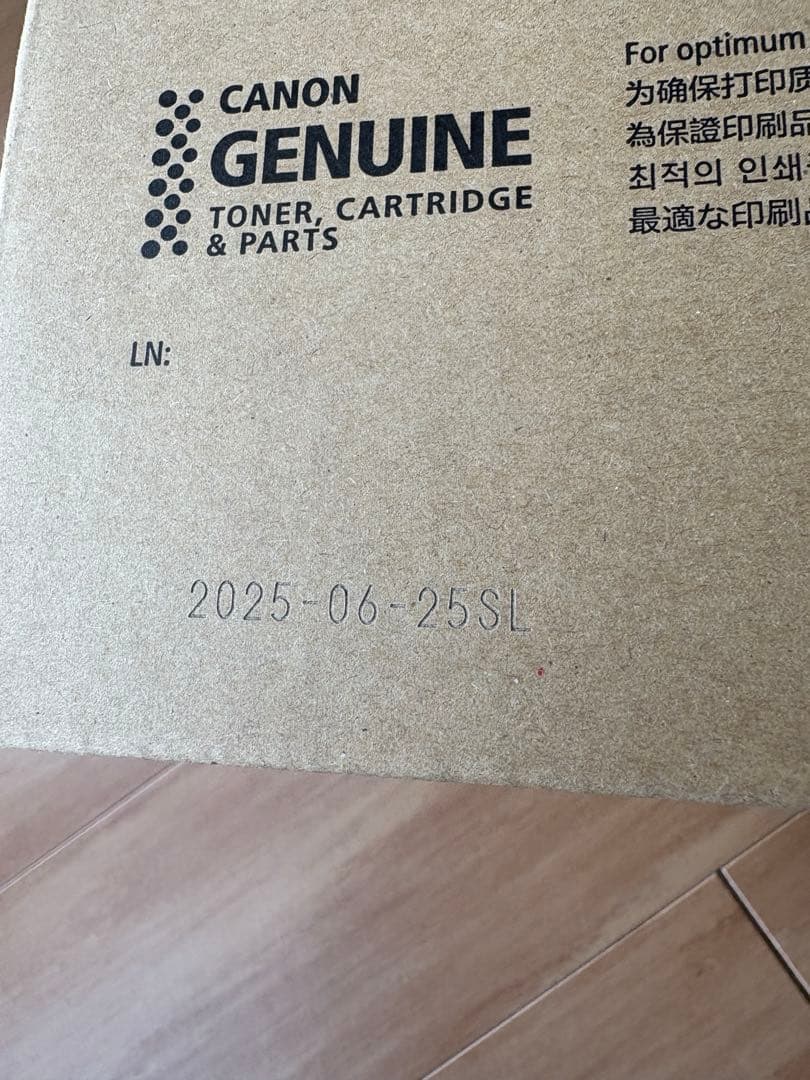 CANON
GENUINE
TONER, CARTRIDGE
& PARTS
For optimum
为确保打印质
為保證印刷品
최적의 인쇄
最適な印刷
LN:
2025-06-25SL